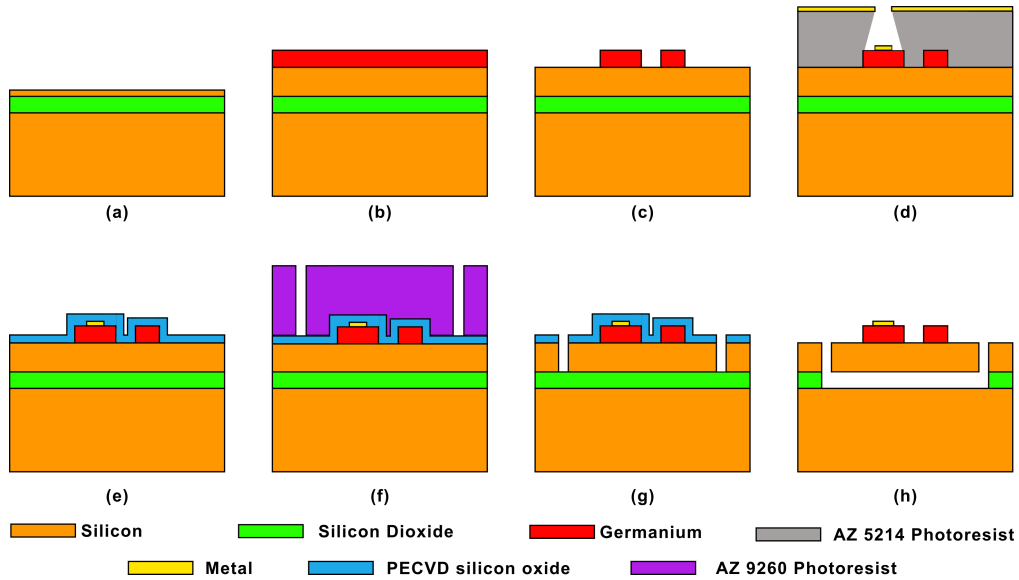 (a)
(b)
(c)
(d)
(e)
(f)
(g)
(h)
Silicon
Silicon Dioxide
Germanium
AZ 5214 Photoresist
Metal
PECVD silicon oxide
AZ 9260 Photoresist